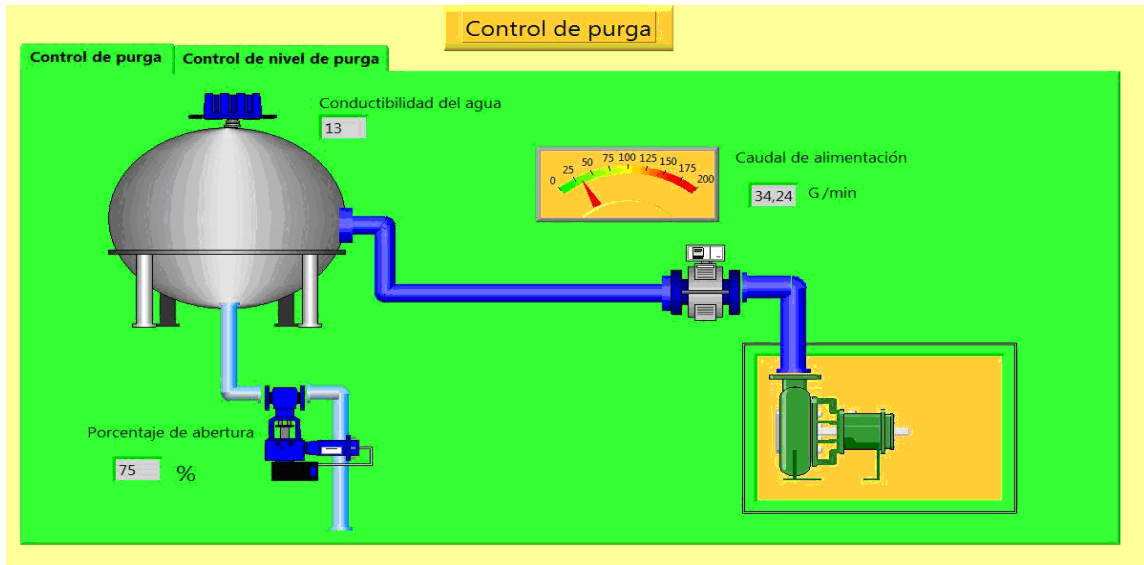 Control de purga
Control de purga
Control de nivel de purga
Conductibilidad del agua
13
0 25 50 75 100 125 150 175 200
Caudal de alimentación
34,24 G/min
Porcentaje de abertura
75 %